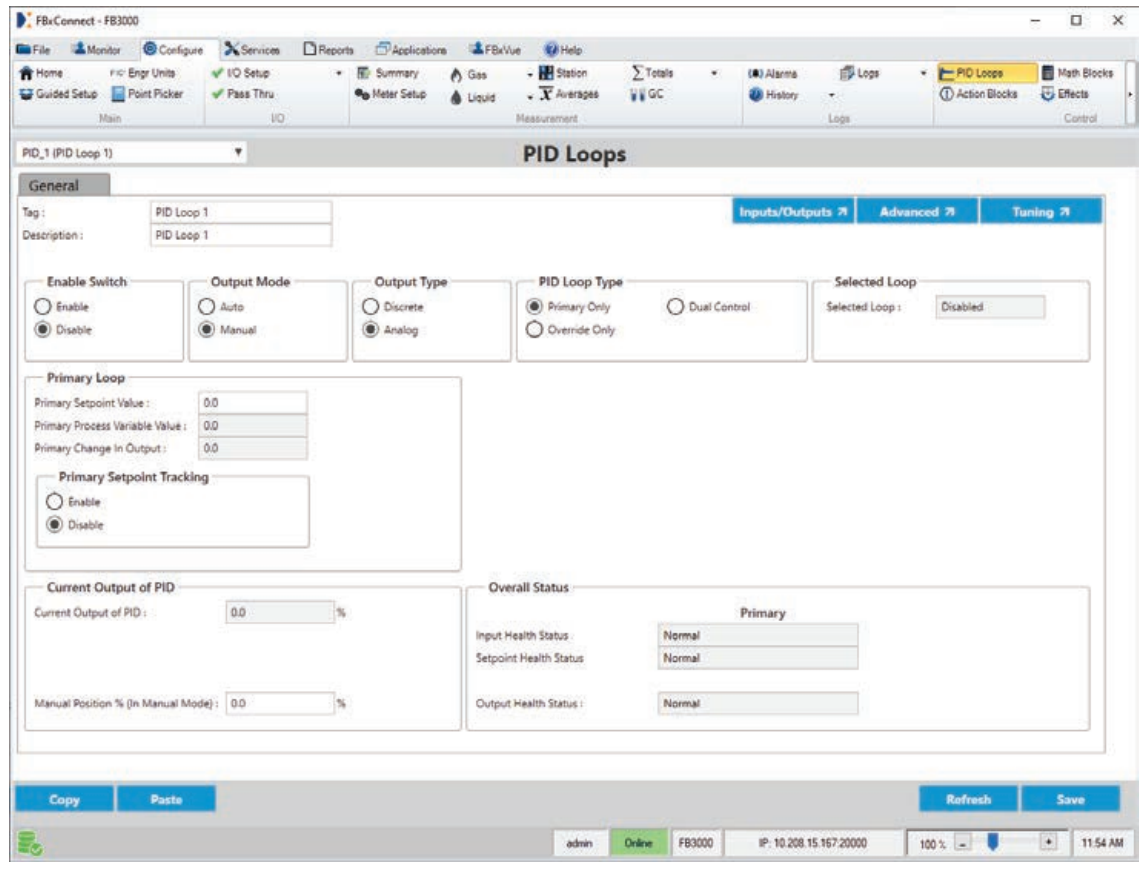 FBxConnect - FB3000
File Monitor Configure Services Reports Applications FBxVue Help
Home Engr Units I/O Setup Summary Gas Station Totals Alarms Logs PID Loops Math Blocks
Guided Setup Point Picker Pass Thru Meter Setup Liquid Averages GC History Action Blocks Effects
Main I/O Measurement Logs Control
PID_1 (PID Loop 1)
PID Loops
General
Tag : PID Loop 1
Inputs/Outputs Advanced Tuning
Description : PID Loop 1
Enable Switch Output Mode Output Type PID Loop Type Selected Loop
Enable Auto Discrete Primary Only Dual Control Selected Loop : Disabled
Disable Manual Analog Override Only
Primary Loop
Primary Setpoint Value : 0.0
Primary Process Variable Value : 0.0
Primary Change In Output : 0.0
Primary Setpoint Tracking
Enable
Disable
Current Output of PID
Current Output of PID : 0.0 %
Manual Position % (In Manual Mode) : 0.0 %
Overall Status
Primary
Input Health Status Normal
Setpoint Health Status Normal
Output Health Status : Normal
Copy Paste Refresh Save
admin Online FB3000 IP: 10.208.15.167:20000 100 % - + 11:54 AM